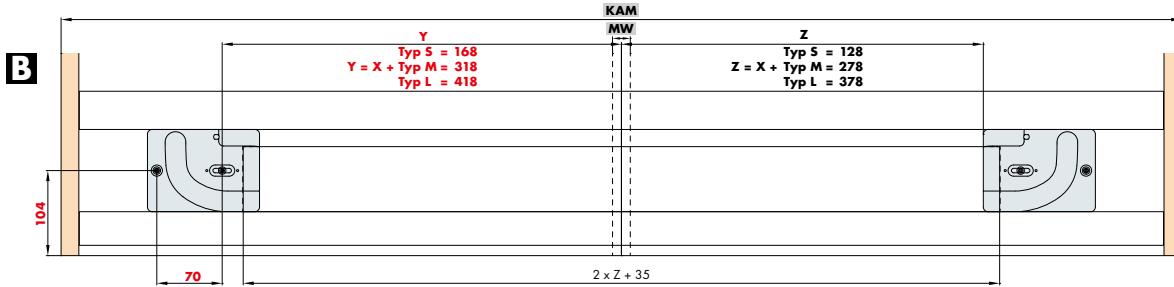 KAM
MW
B
Y
Typ S = 168
Y = X + Typ M = 318
Typ L = 418
Z
Typ S = 128
Z = X + Typ M = 278
Typ L = 378
104
70
2 x Z + 35